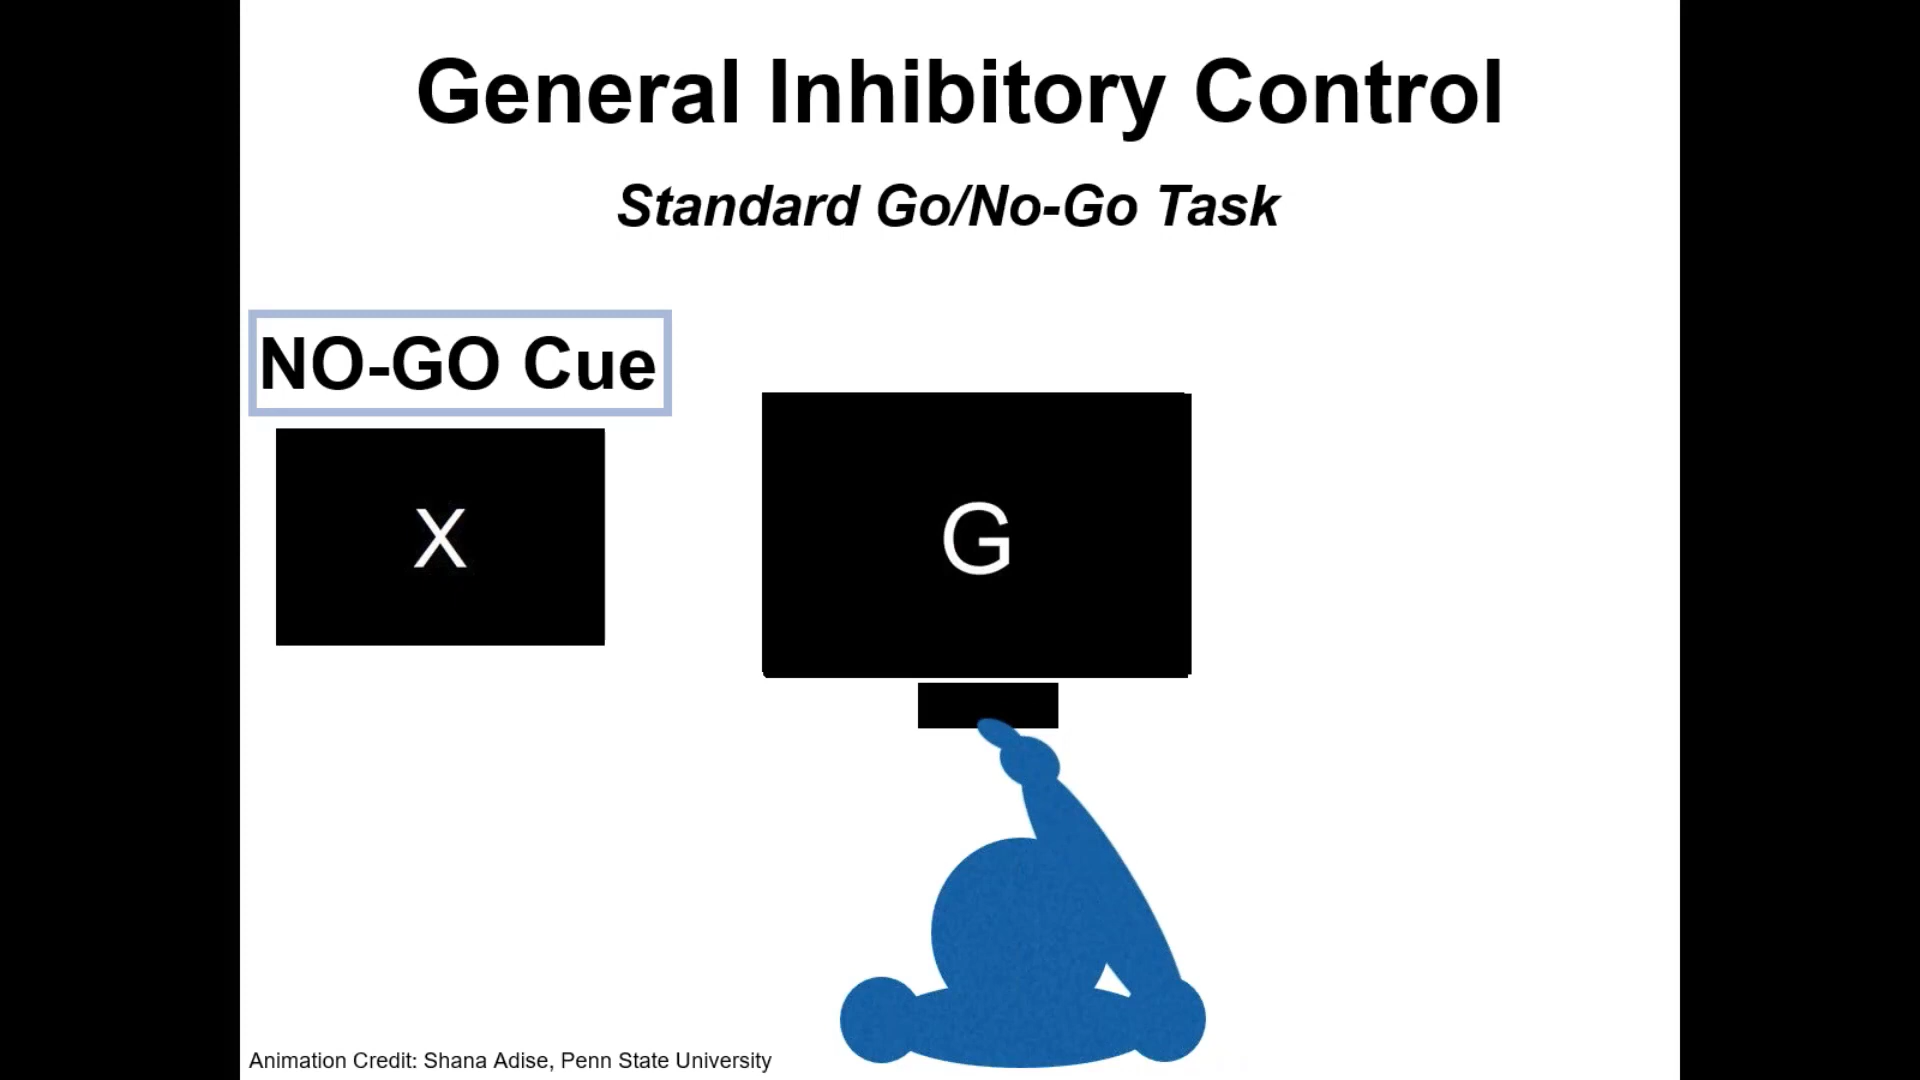 General Inhibitory Control
Standard Go/No-Go Task
NO-GO Cue
X
G
Animation Credit: Shana Adise, Penn State University